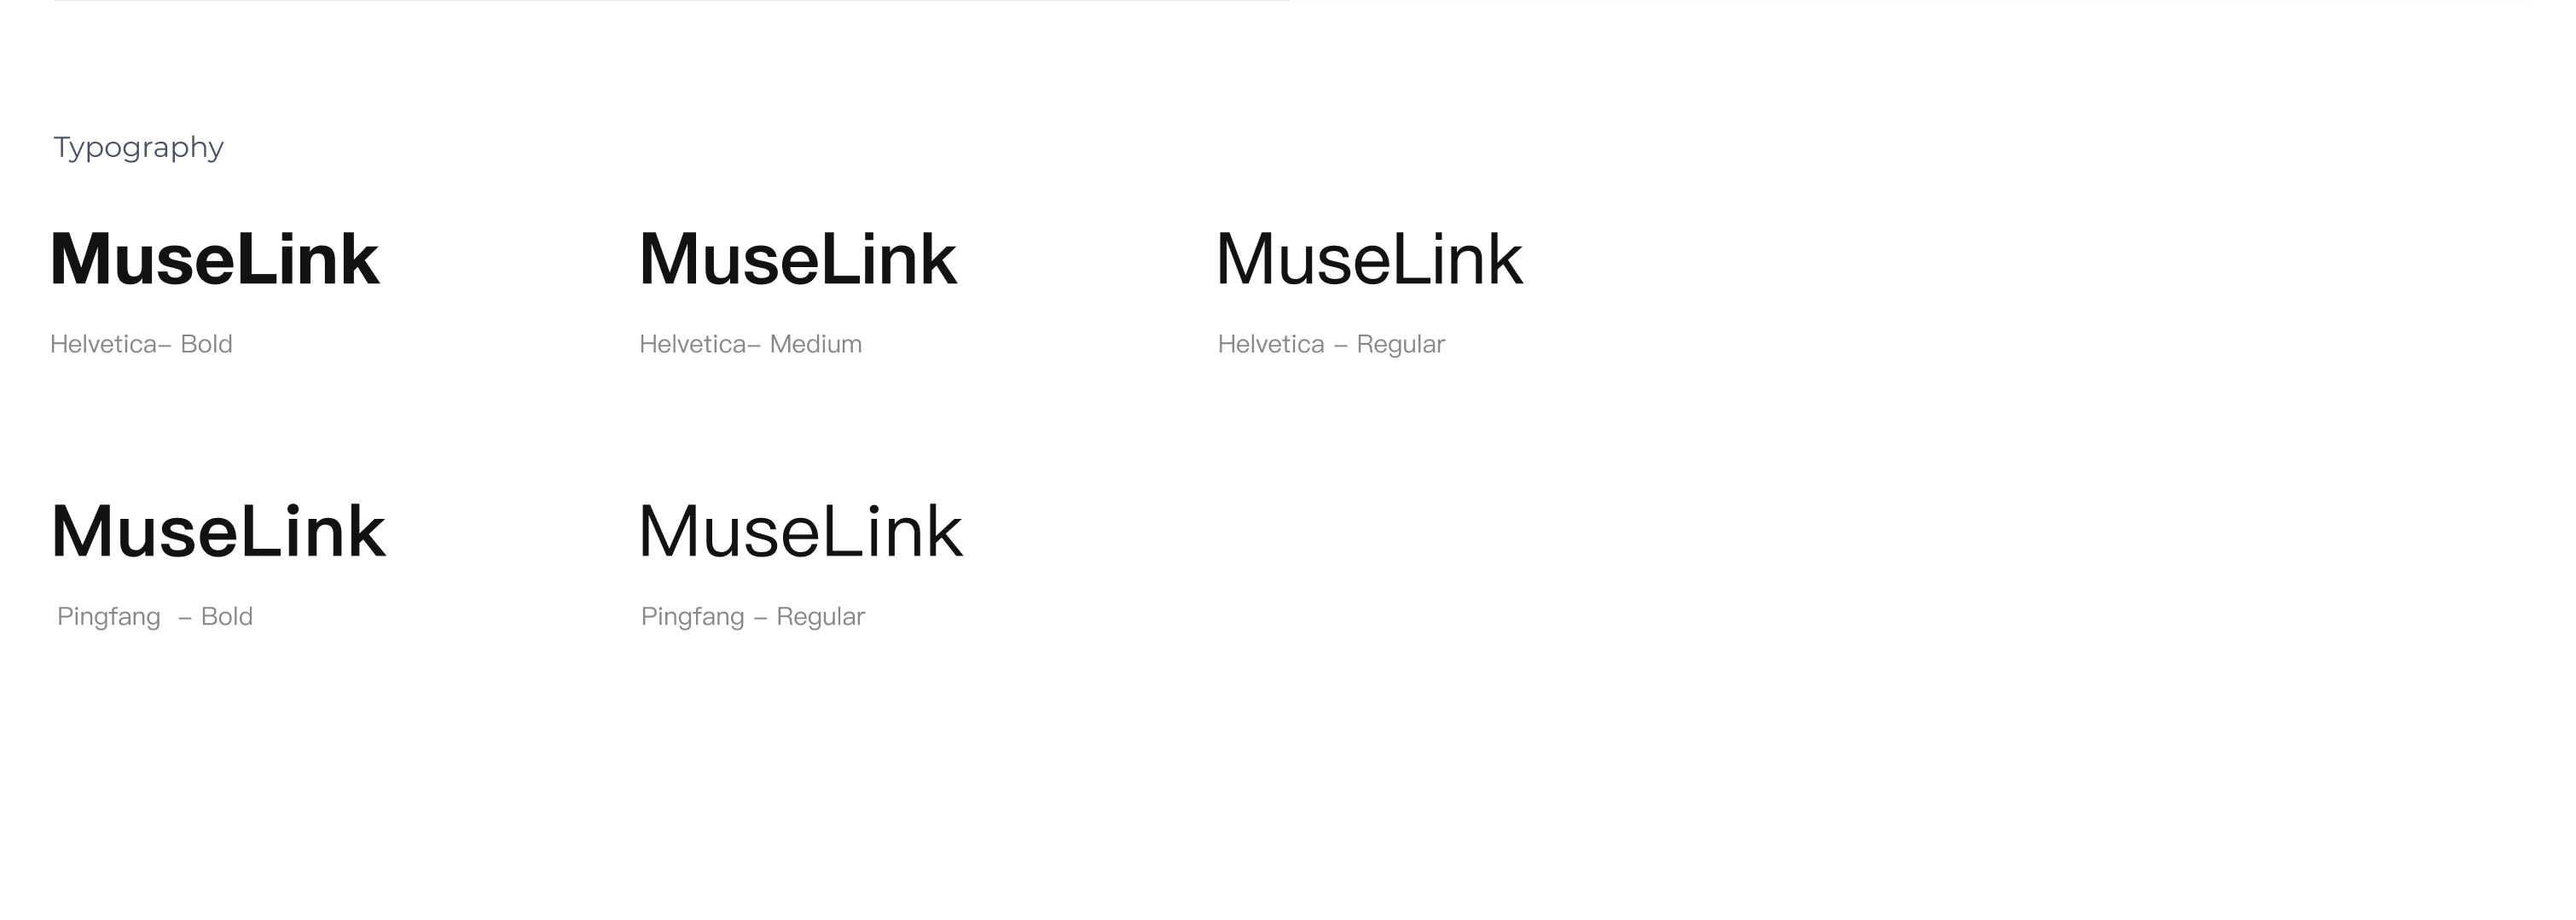 Typography
MuseLink MuseLink MuseLink
Helvetica– Bold Helvetica– Medium Helvetica – Regular
MuseLink MuseLink
Pingfang – Bold Pingfang – Regular